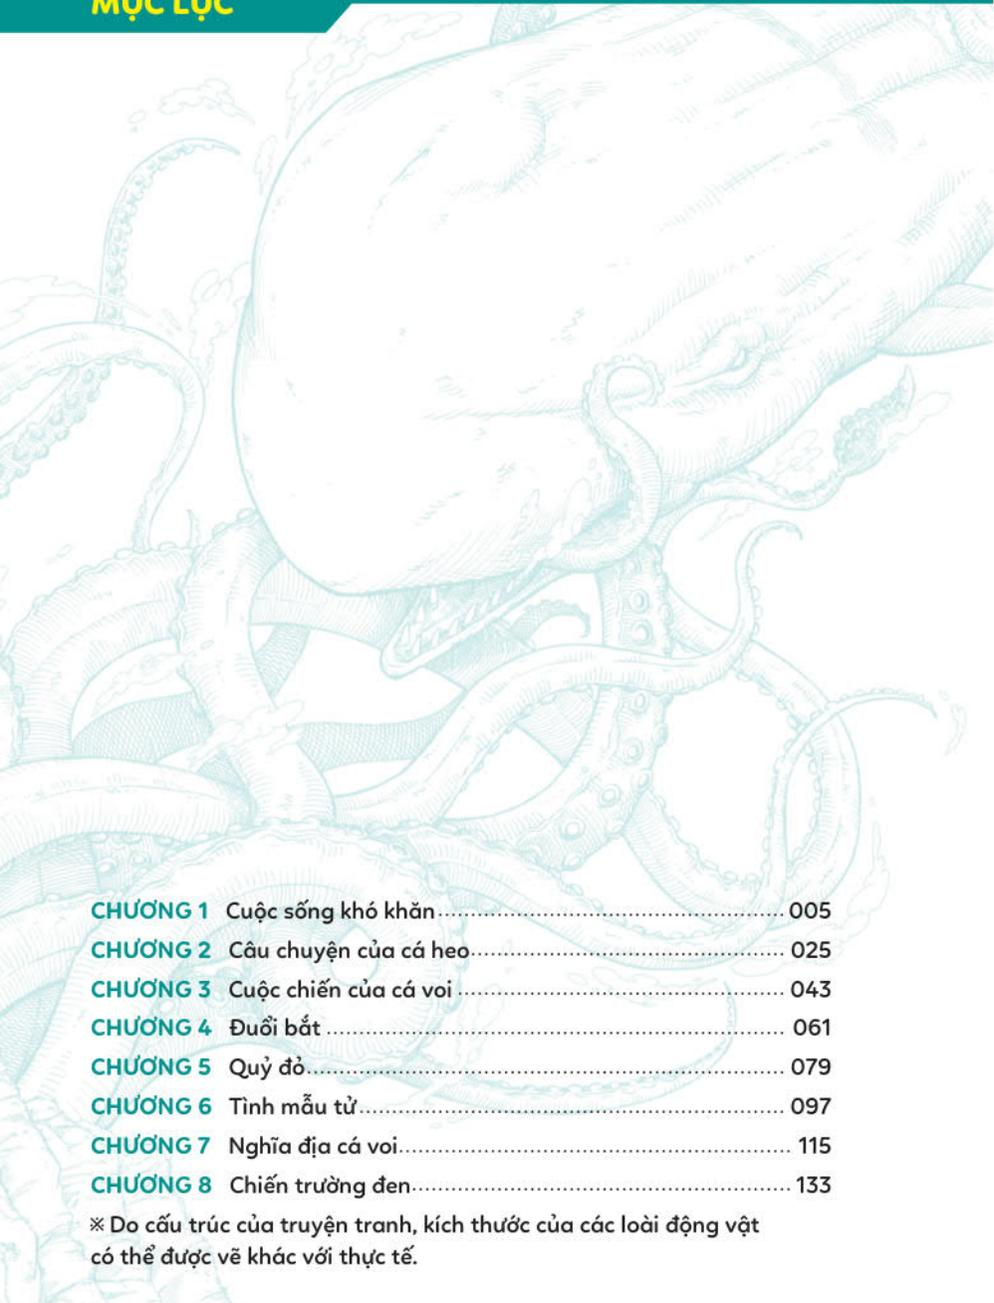 MỤC LỤC
CHƯƠNG 1 Cuộc sống khó khăn 005
CHƯƠNG 2 Câu chuyện của cá heo 025
CHƯƠNG 3 Cuộc chiến của cá voi 043
CHƯƠNG 4 Đuổi bắt 061
CHƯƠNG 5 Quỷ đỏ 079
CHƯƠNG 6 Tình mẫu tử 097
CHƯƠNG 7 Nghĩa địa cá voi 115
CHƯƠNG 8 Chiến trường đen 133
※ Do cấu trúc của truyện tranh, kích thước của các loài động vật
có thể được vẽ khác với thực tế.